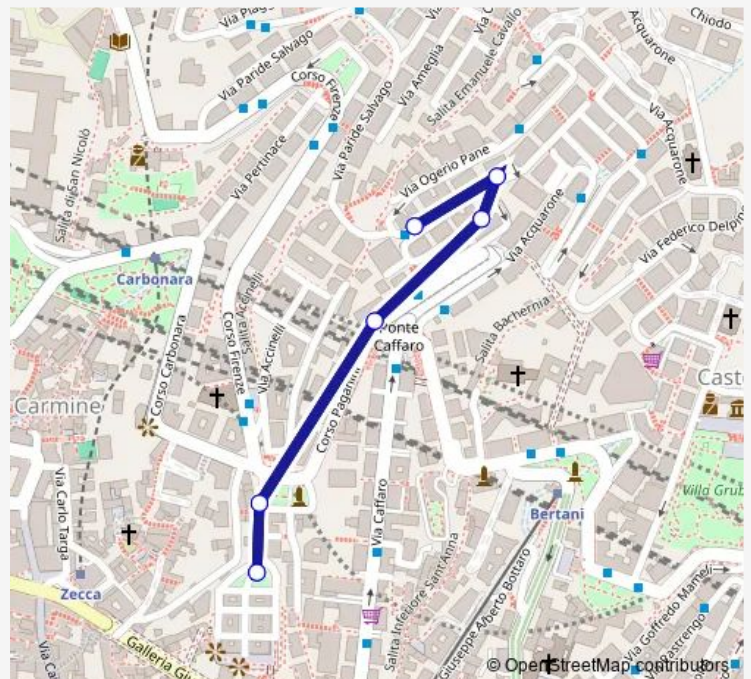 Chiodo
Via Paride Salvago
Corso Firenze
Via Paride Salvago
Via Ameglia
Salita Emanuele Cavallo
Acquarone
Via Acquarone
Salita di San Nicolò
Via Pertinace
Via Ogerio Pane
Via Acquarone
Via Federico Delpino
Carbonara
Salita Accinelli
Corso Firenze
Via Accinelli
Ponte
Caffaro
Salita Bachernia
Corso Carbonara
Carmine
Corso Paganini
Caste
Via Carlo Targa
Via Caffaro
Villa Grub
Bertani
Zecca
Salita Inferiore Sant'Anna
Giuseppe Alberto Bottaro
Via Goffredo Mameli
Galleria Giu
© OpenStreetMap contributors